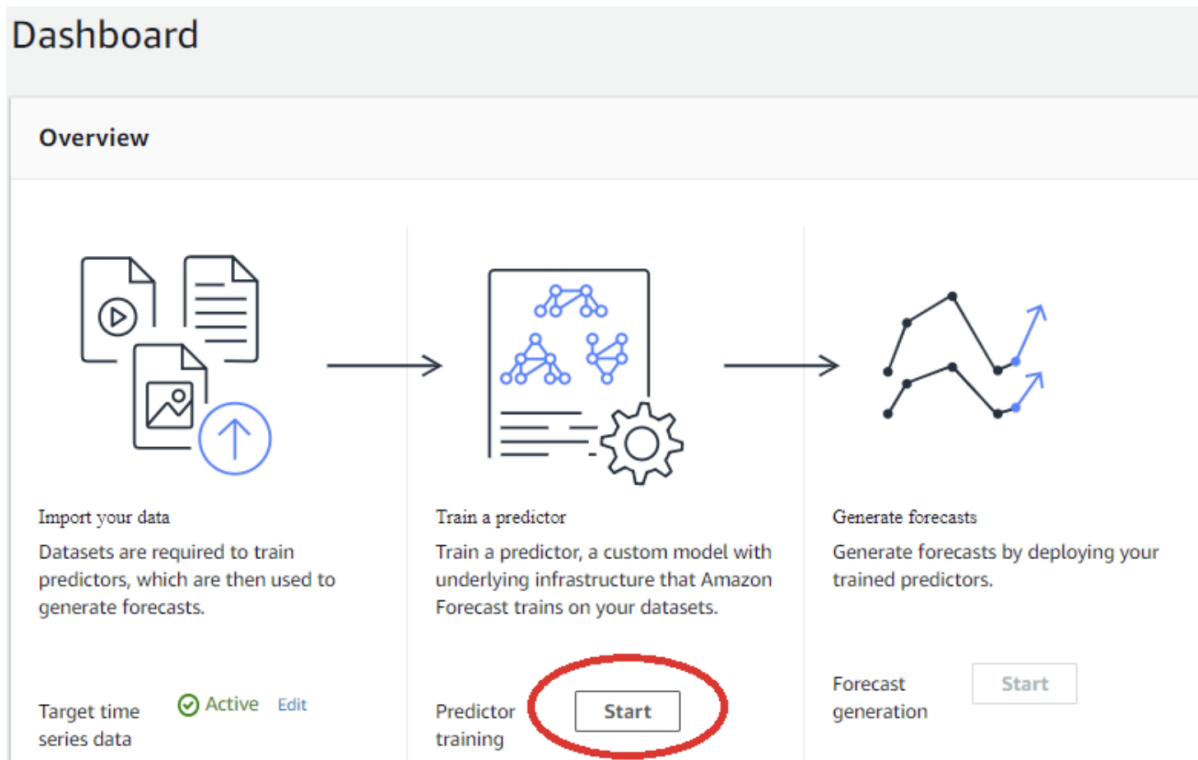 Dashboard
Overview
Import your data
Datasets are required to train
predictors, which are then used to
generate forecasts.
Target time
series data
Active Edit
Train a predictor
Train a predictor, a custom model with
underlying infrastructure that Amazon
Forecast trains on your datasets.
Predictor
training
Start
Generate forecasts
Generate forecasts by deploying your
trained predictors.
Forecast
generation
Start